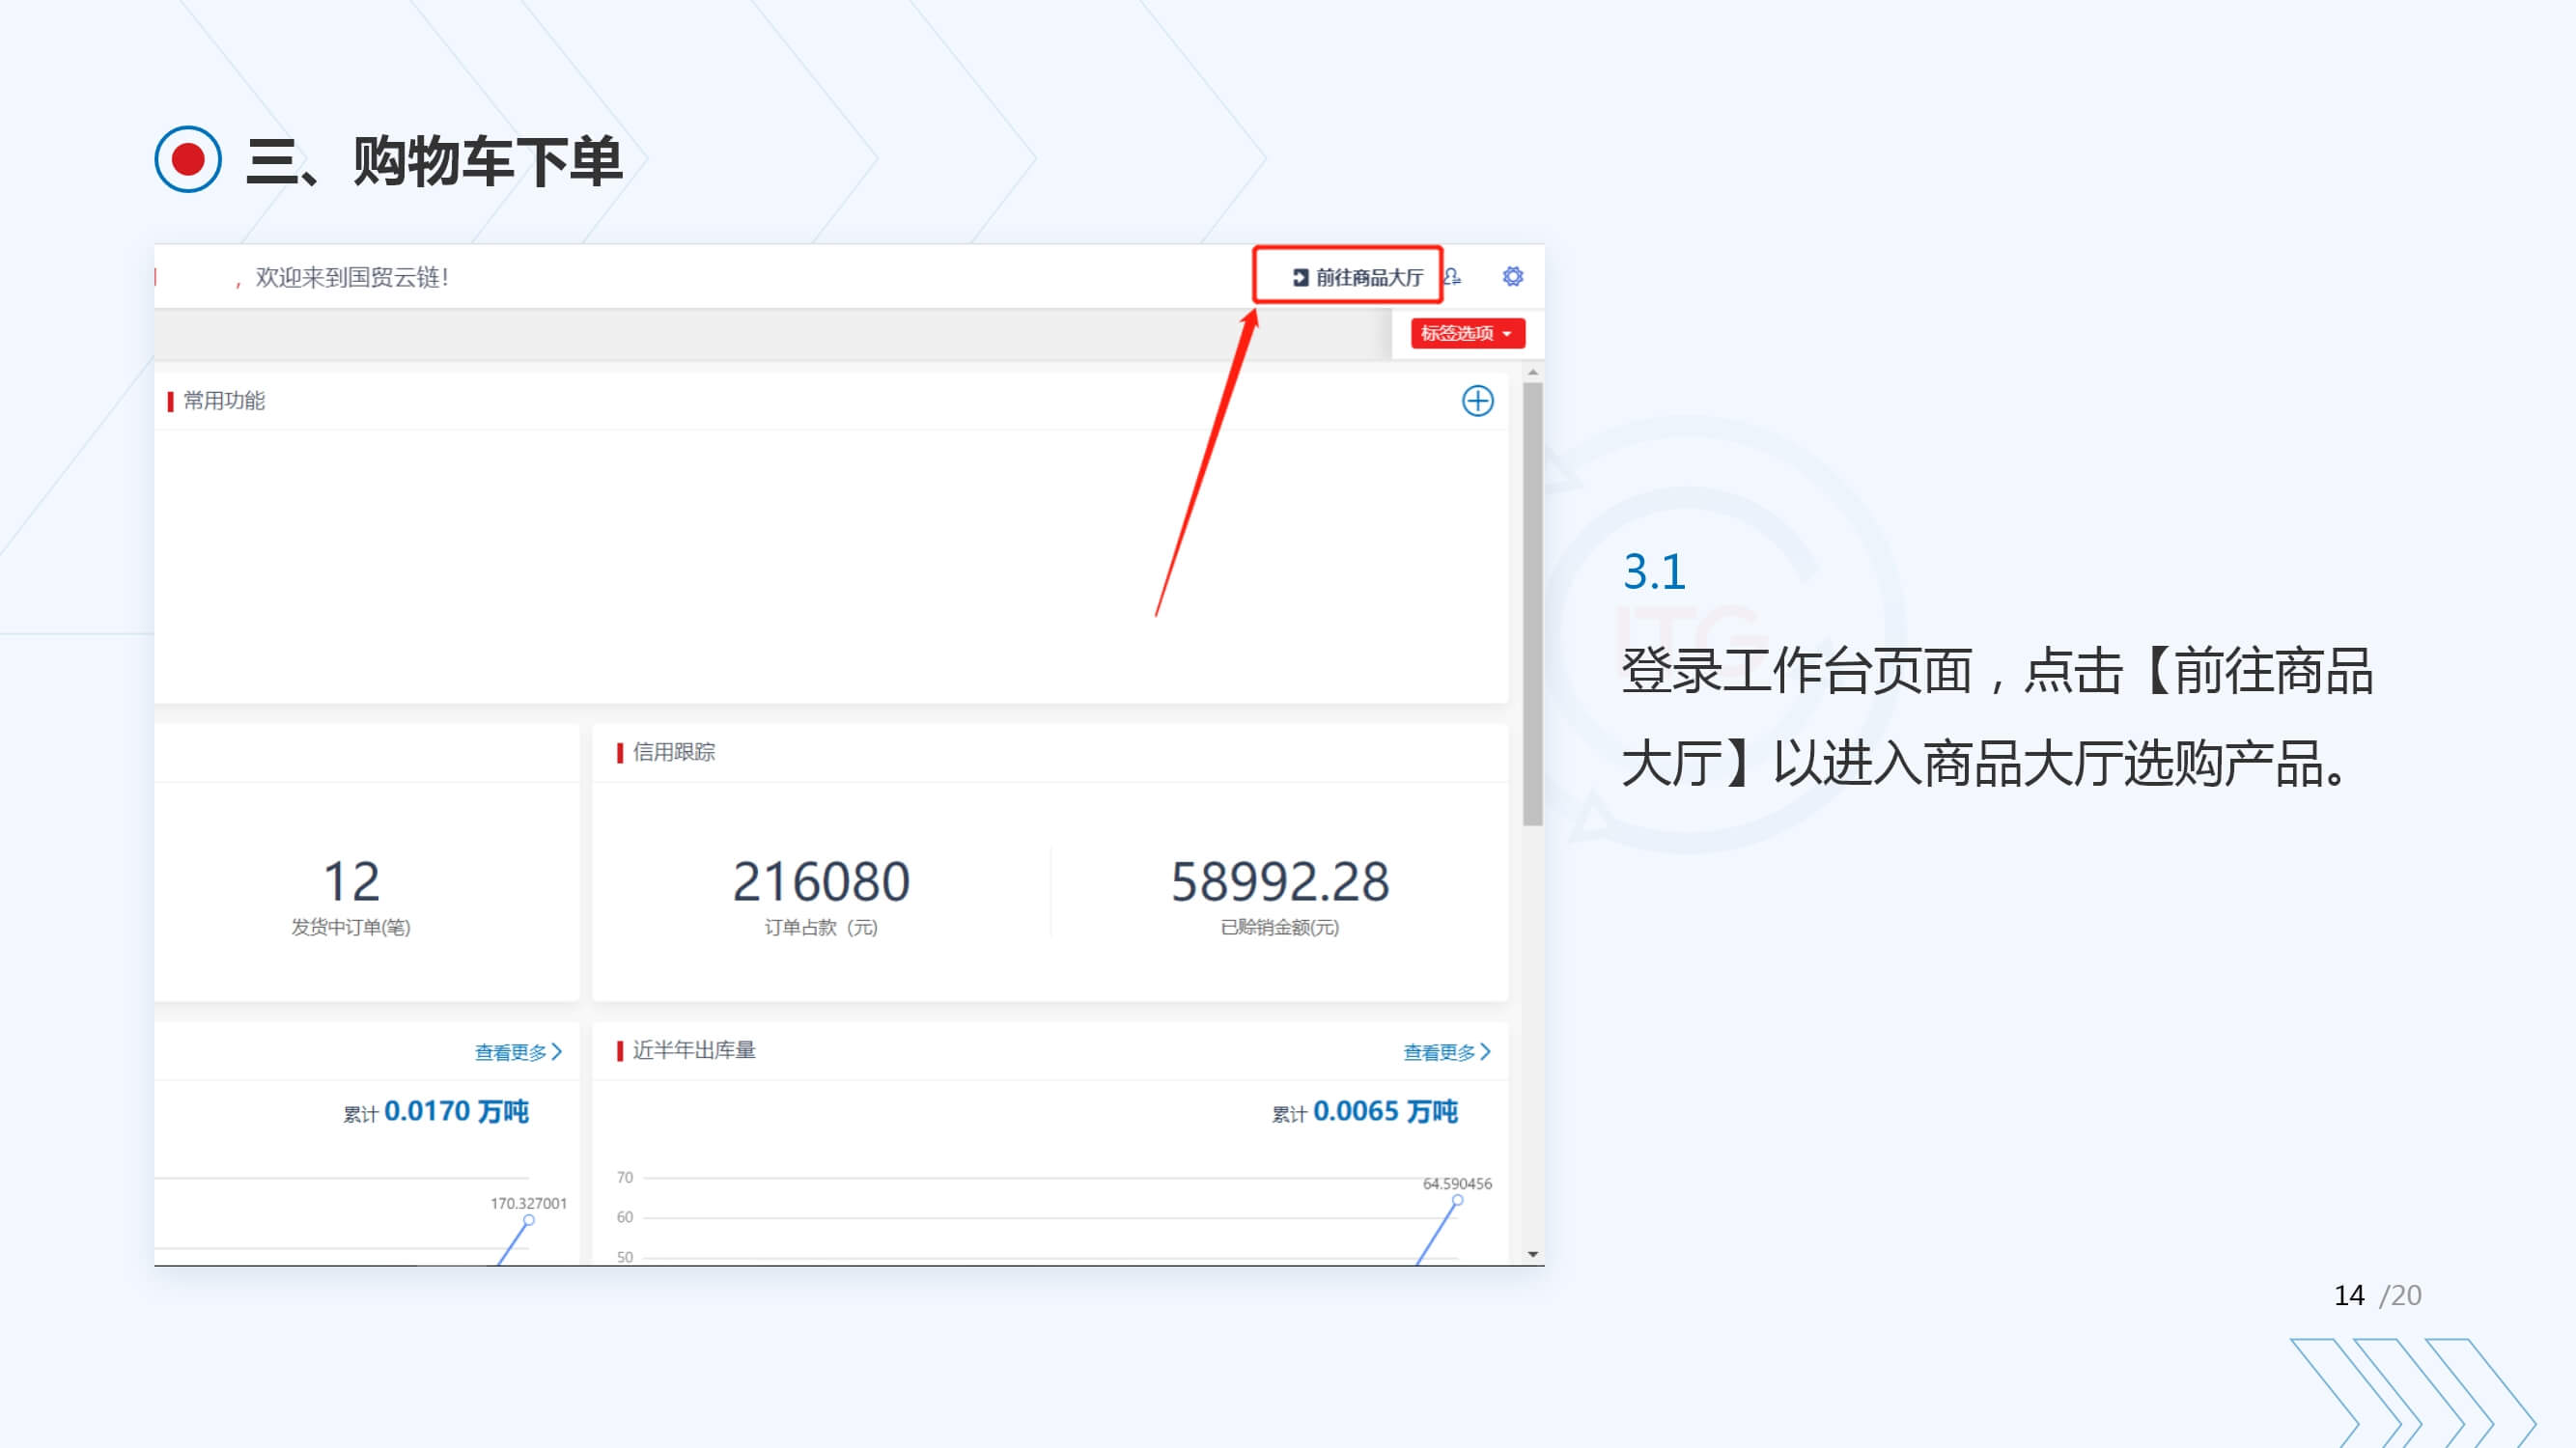 三、购物车下单
，欢迎来到国贸云链！
前往商品大厅
标签选项
常用功能
信用跟踪
12
发货中订单(笔)
216080
订单占款（元)
58992.28
已赊销金额(元)
查看更多
近半年出库量
查看更多
累计 0.0170 万吨
累计 0.0065 万吨
170.327001
70
60
50
64.590456
ITG
3.1
登录工作台页面，点击【前往商品
大厅】以进入商品大厅选购产品。
14 /20